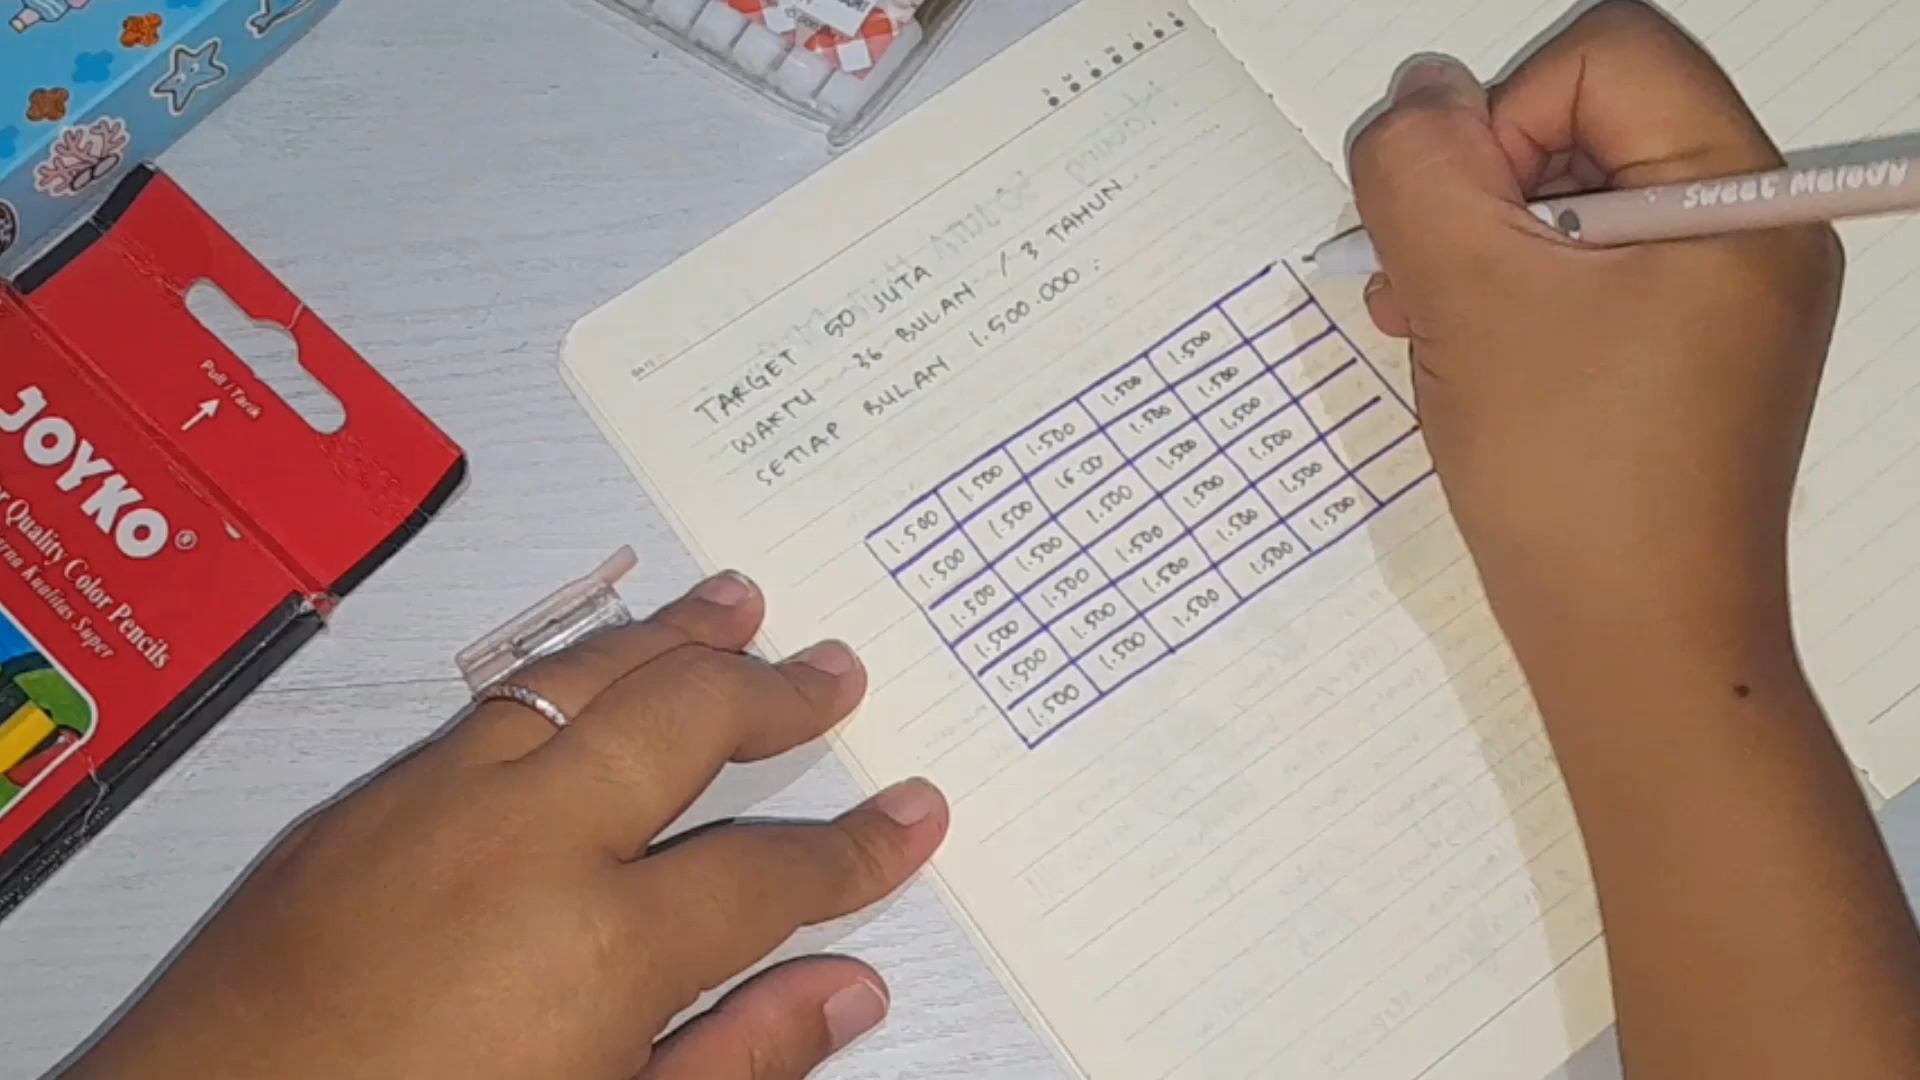 TARGET 50 JUTA
WAKTU 36 BULAN / 3 TAHUN
SETIAP BULAN 1.500.000 :
1.500 1.500 1.500 1.500 1.500
1.500 1.500 16.00 1.500 1.500
1.500 1.500 1.500 1.500 1.500
1.500 1.500 1.500 1.500 1.500
1.500 1.500 1.500 1.500 1.500
1.500 1.500 1.500 1.500 1.500
Sweet Melody
Pull / Tarik
JOYKO®
Quality Color Pencils
Kualitas Super